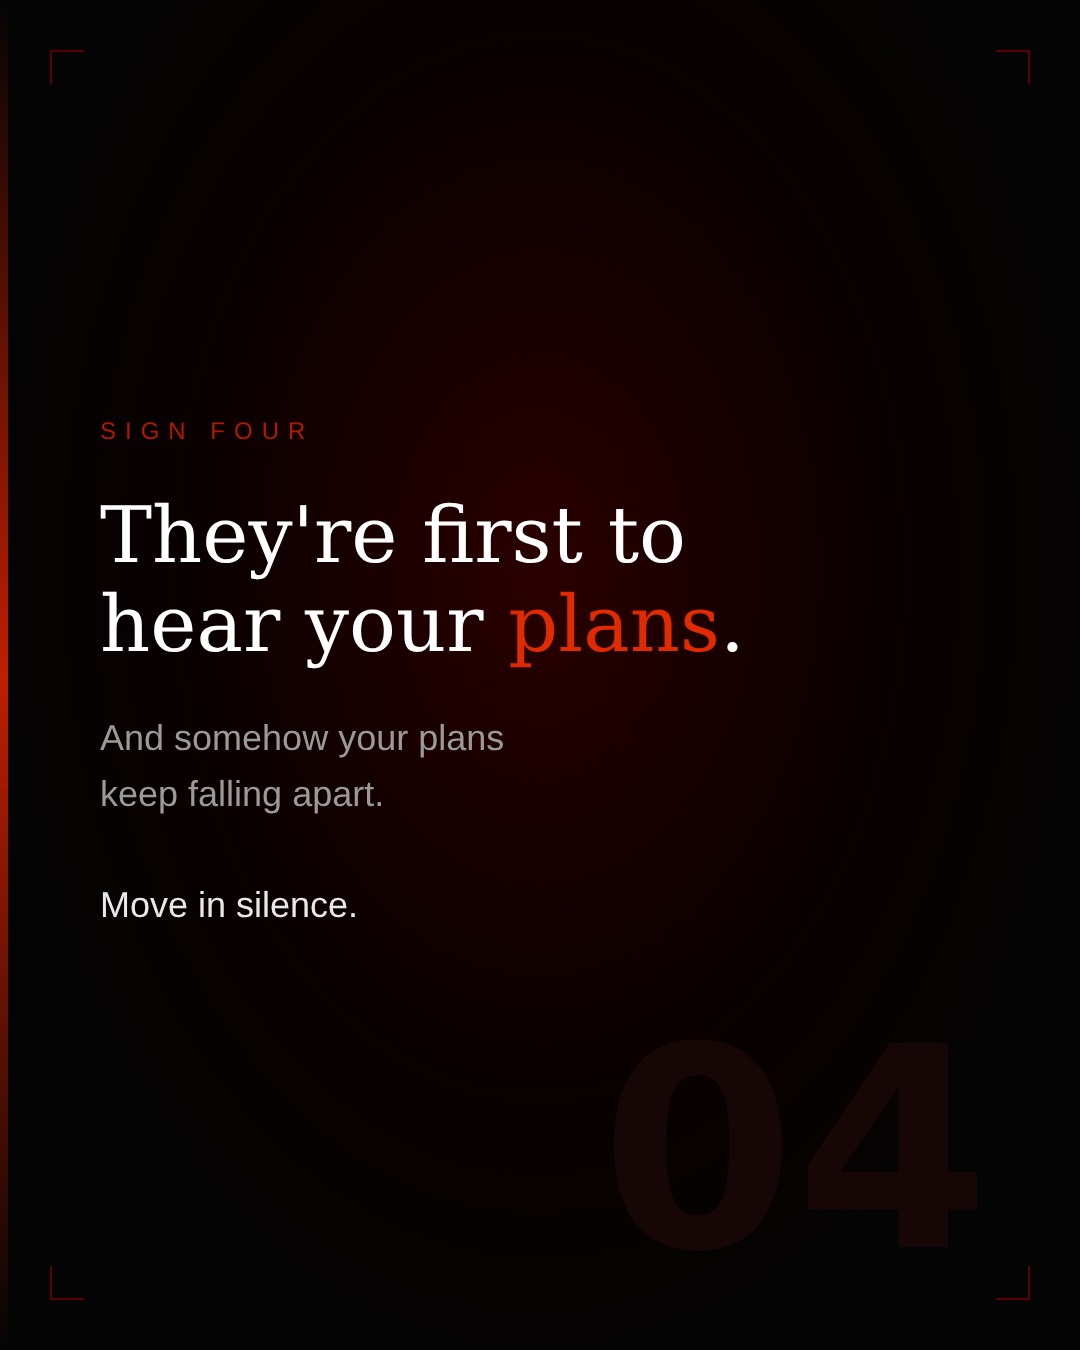 SIGN FOUR
They're first to
hear your plans.
And somehow your plans
keep falling apart.
Move in silence.
04